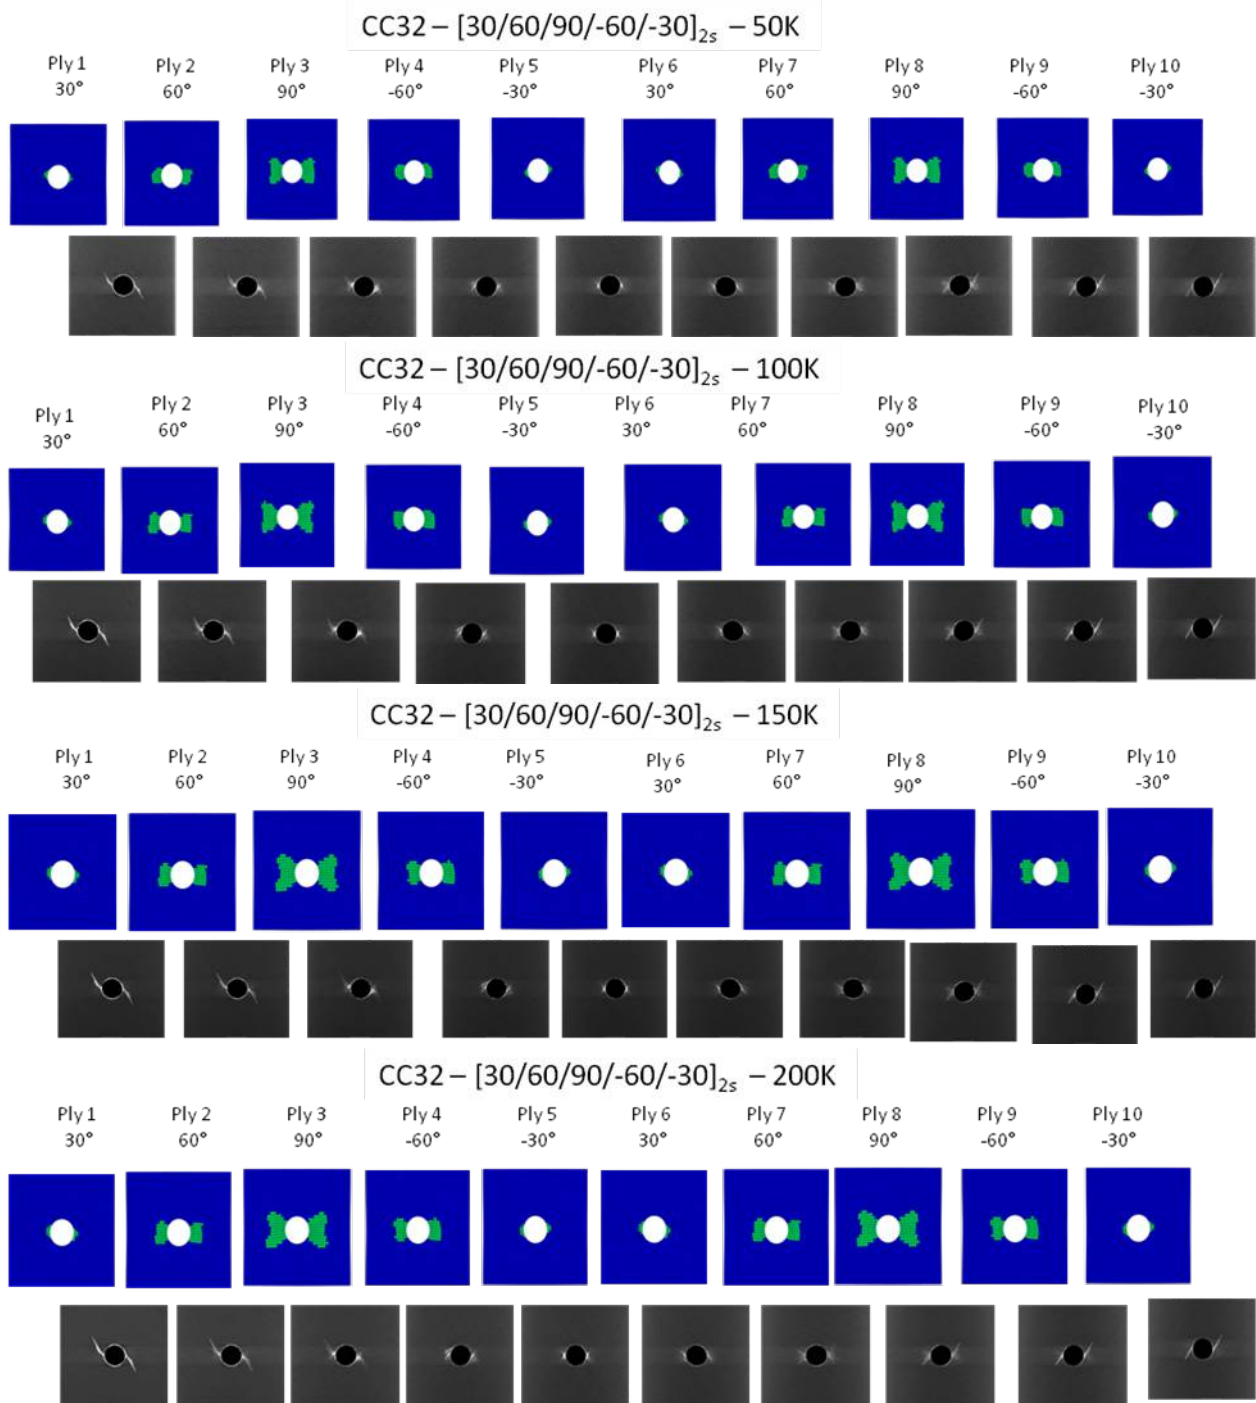 CC32 – [30/60/90/-60/-30]2s – 50K
Ply 1 Ply 2 Ply 3 Ply 4 Ply 5 Ply 6 Ply 7 Ply 8 Ply 9 Ply 10
30° 60° 90° -60° -30° 30° 60° 90° -60° -30°
CC32 – [30/60/90/-60/-30]2s – 100K
Ply 1 Ply 2 Ply 3 Ply 4 Ply 5 Ply 6 Ply 7 Ply 8 Ply 9 Ply 10
30° 60° 90° -60° -30° 30° 60° 90° -60° -30°
CC32 – [30/60/90/-60/-30]2s – 150K
Ply 1 Ply 2 Ply 3 Ply 4 Ply 5 Ply 6 Ply 7 Ply 8 Ply 9 Ply 10
30° 60° 90° -60° -30° 30° 60° 90° -60° -30°
CC32 – [30/60/90/-60/-30]2s – 200K
Ply 1 Ply 2 Ply 3 Ply 4 Ply 5 Ply 6 Ply 7 Ply 8 Ply 9 Ply 10
30° 60° 90° -60° -30° 30° 60° 90° -60° -30°